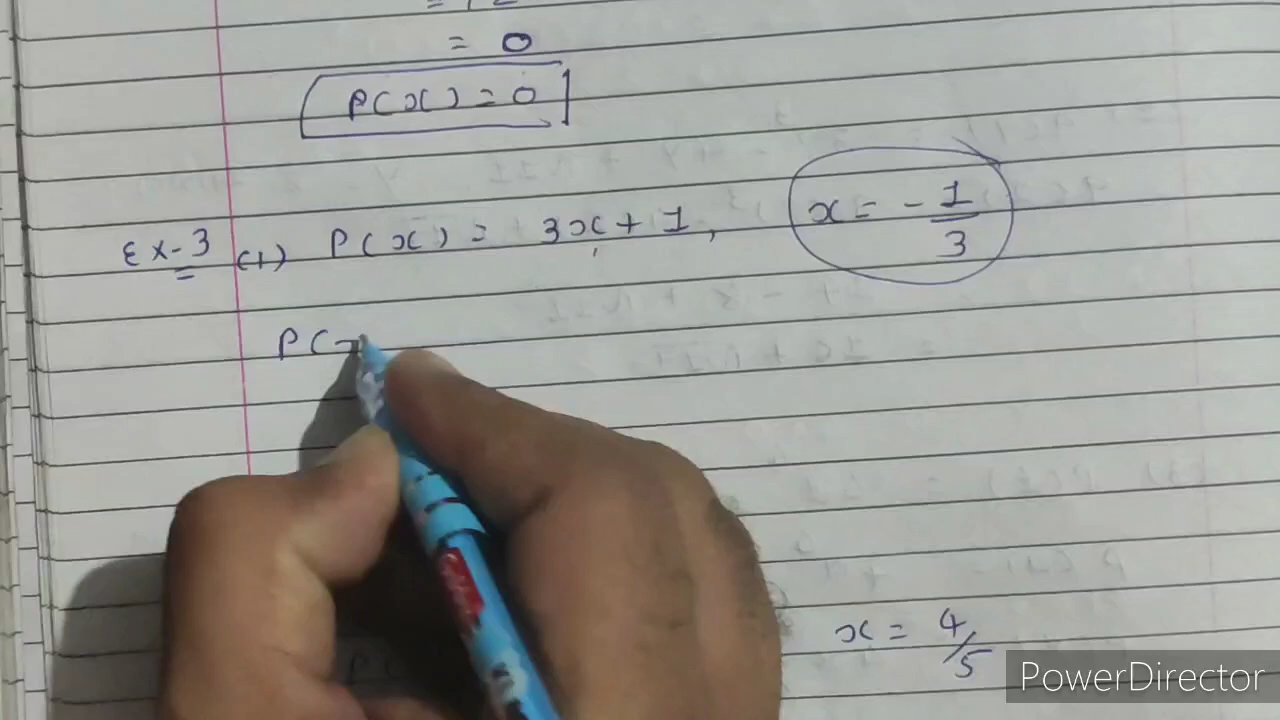 = 0
P(x) = 0
Ex-3 (1) P(x) = 3x + 1, x = - 1/3
P(
x = 4/5
PowerDirector